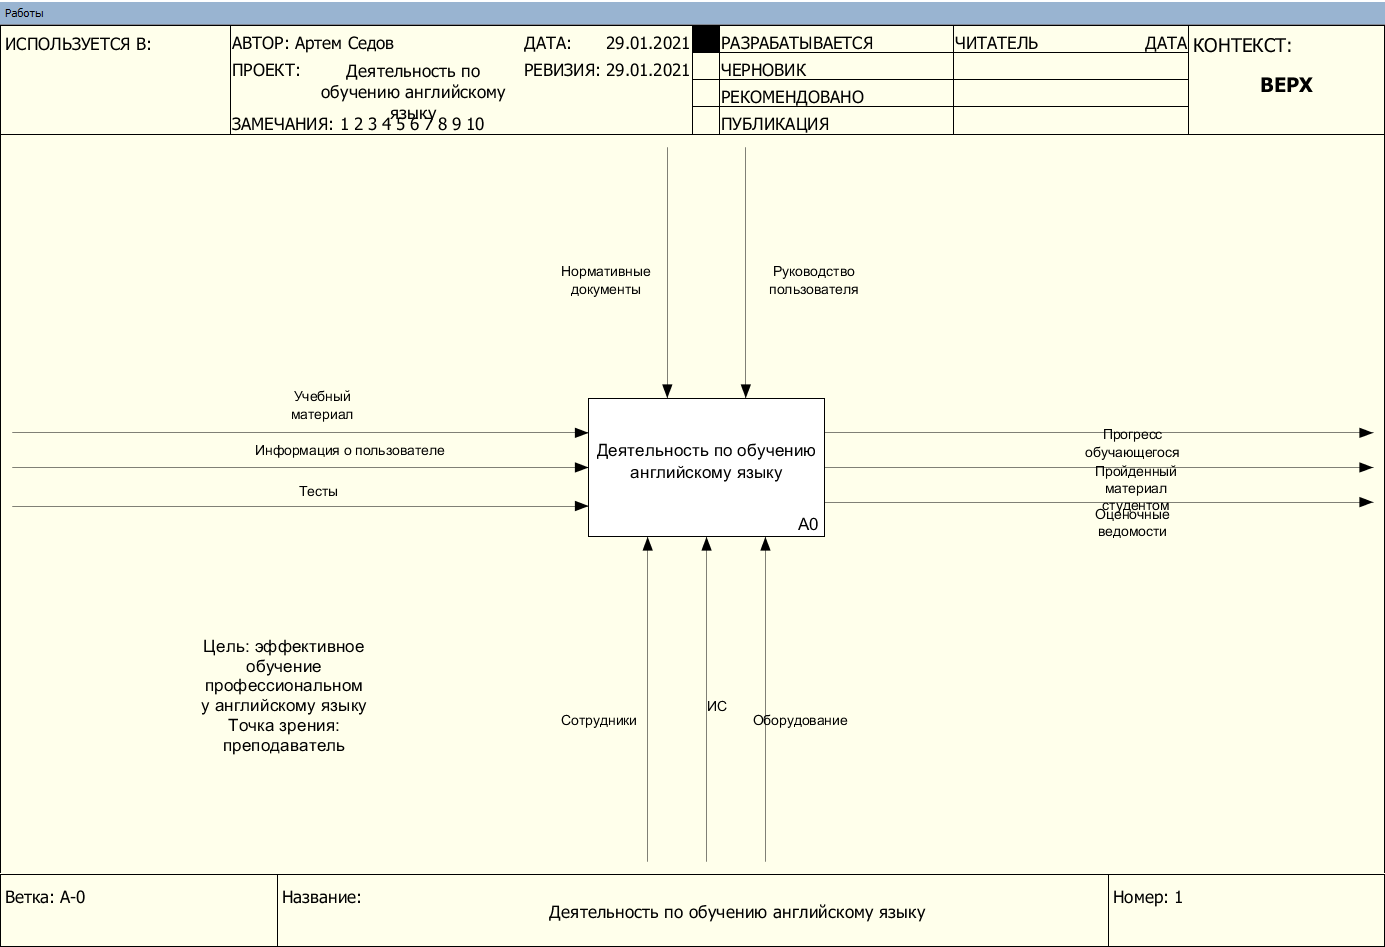 Работы
ИСПОЛЬЗУЕТСЯ В:
АВТОР: Артем Седов
ДАТА: 29.01.2021
РАЗРАБАТЫВАЕТСЯ
ЧИТАТЕЛЬ
ДАТА
КОНТЕКСТ:
ПРОЕКТ:
Деятельность по
обучению английскому
языку
РЕВИЗИЯ: 29.01.2021
ЧЕРНОВИК
ВЕРХ
РЕКОМЕНДОВАНО
ЗАМЕЧАНИЯ: 1 2 3 4 5 6 7 8 9 10
ПУБЛИКАЦИЯ
Нормативные
документы
Руководство
пользователя
Учебный
материал
Информация о пользователе
Тесты
Деятельность по обучению
английскому языку
A0
Прогресс
обучающегося
Пройденный
материал
студентом
Оценочные
ведомости
Цель: эффективное
обучение
профессиональном
у английскому языку
Точка зрения:
преподаватель
Сотрудники
ИС
Оборудование
Ветка: A-0
Название:
Деятельность по обучению английскому языку
Номер: 1